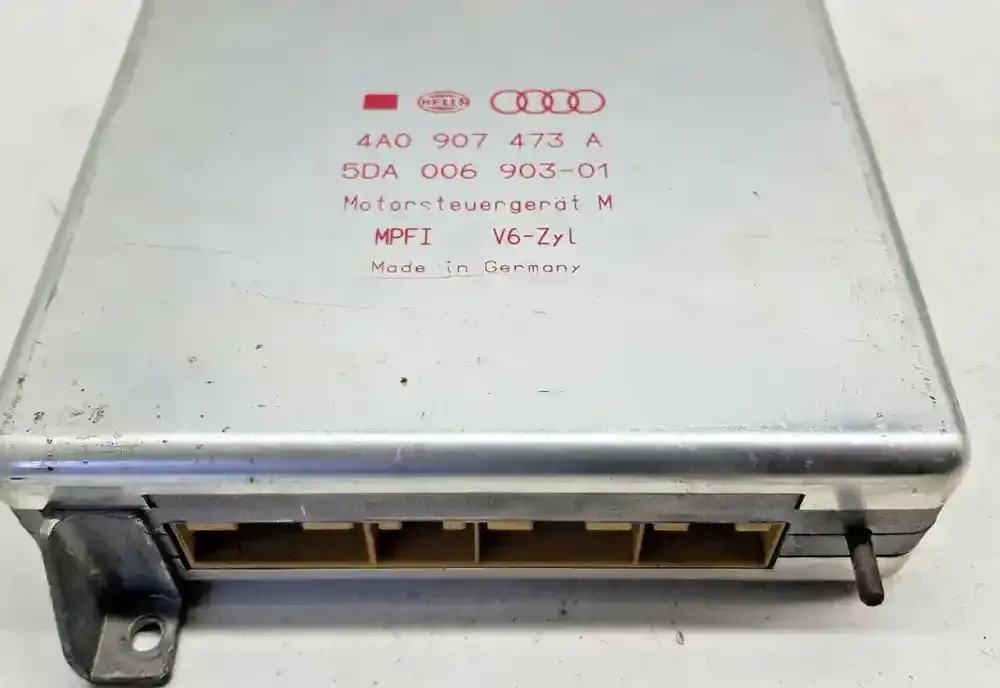 HELLA
4A0 907 473 A
5DA 006 903-01
Motorsteuergerät M
MPFI V6-Zyl
Made in Germany